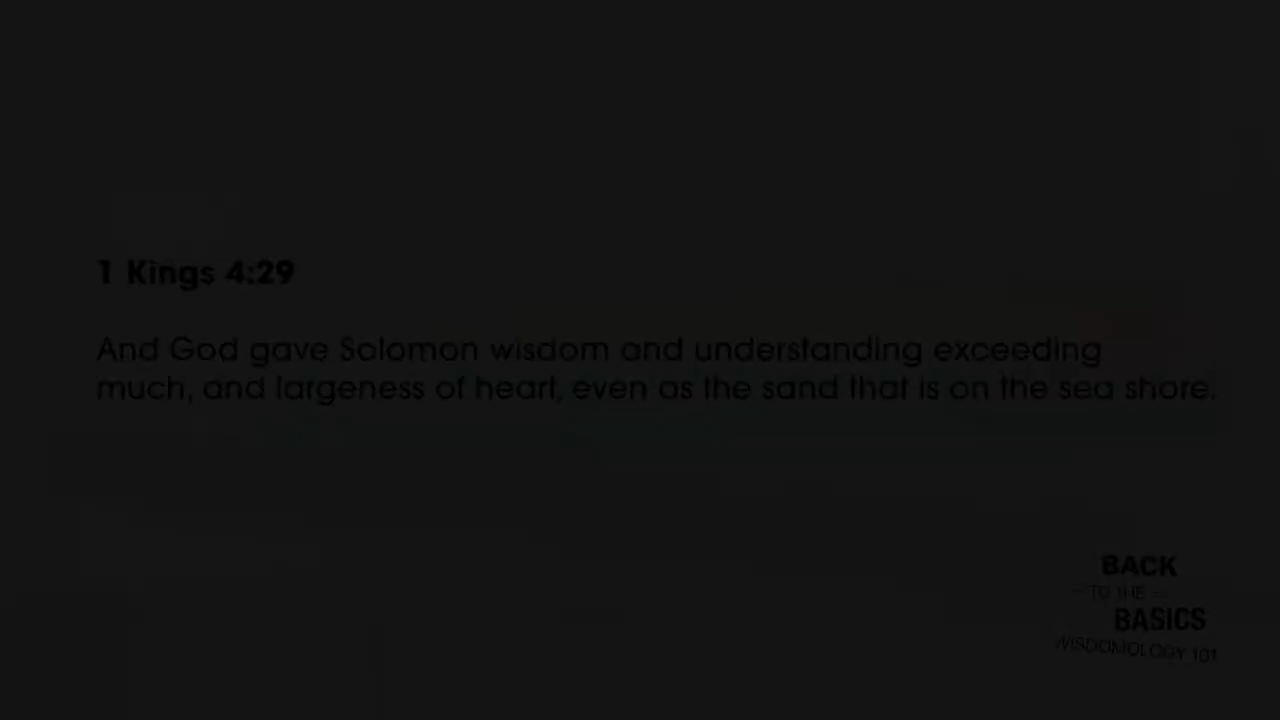 1 Kings 4:29
And God gave Solomon wisdom and understanding exceeding
much, and largeness of heart, even as the sand that is on the sea shore.
BACK
TO THE
BASICS
WISDOMOLOGY 101